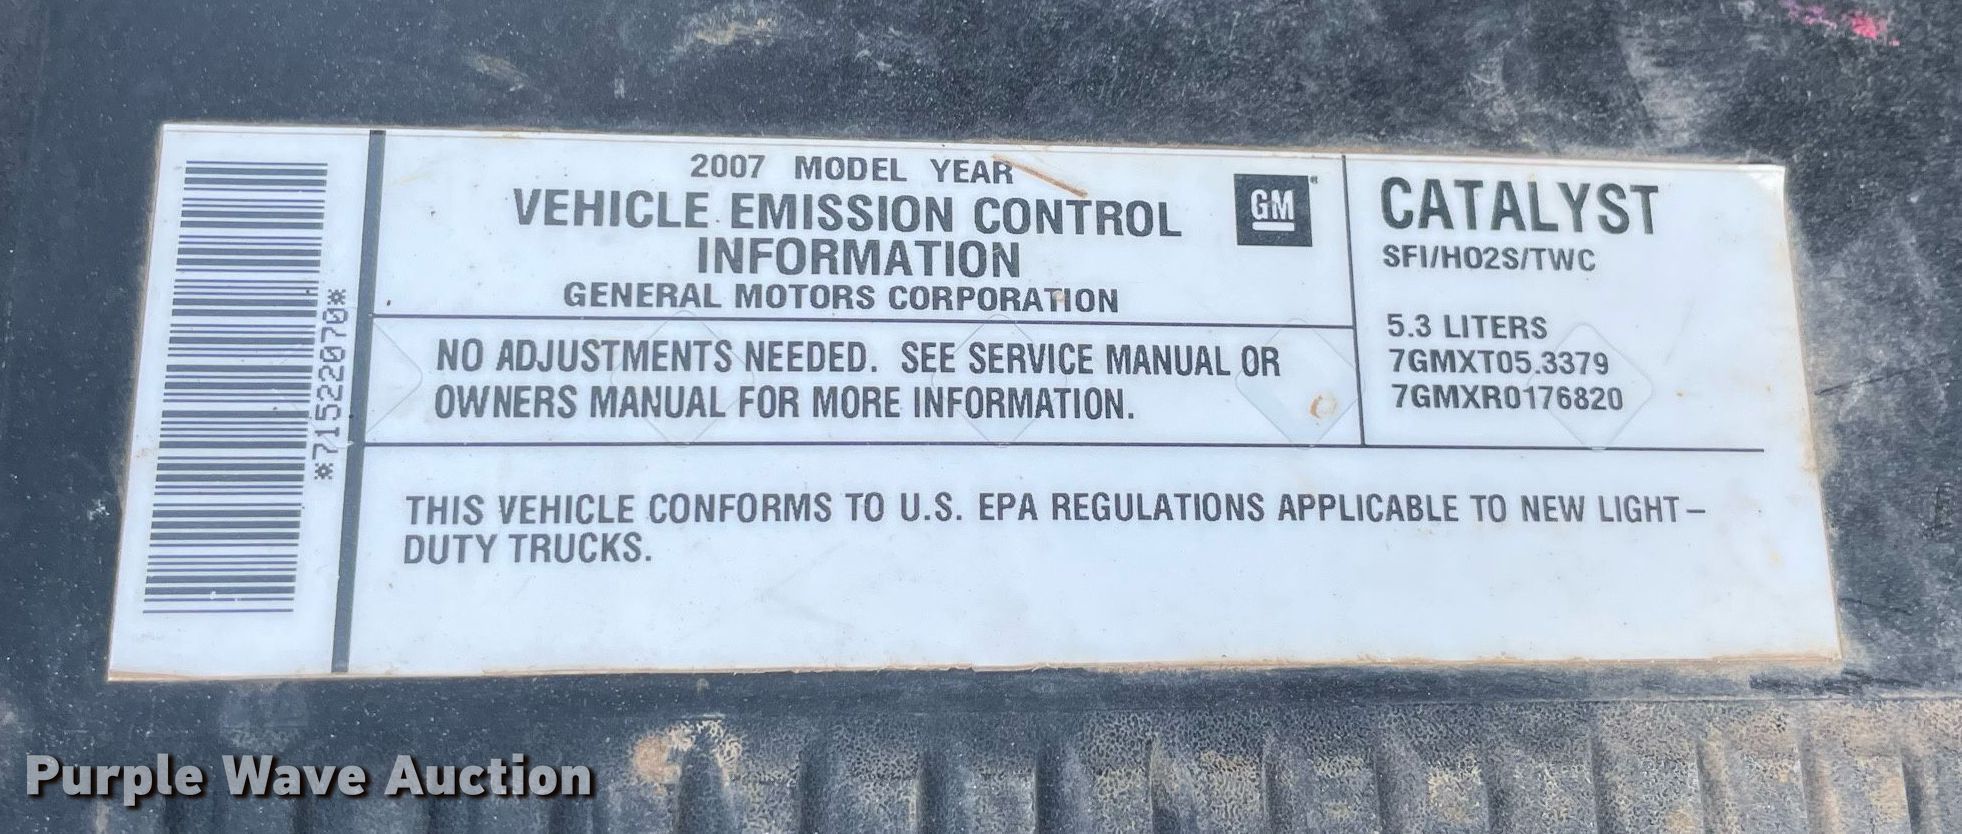 *715222070*
2007 MODEL YEAR
VEHICLE EMISSION CONTROL
INFORMATION
GENERAL MOTORS CORPORATION
GM
NO ADJUSTMENTS NEEDED. SEE SERVICE MANUAL OR
OWNERS MANUAL FOR MORE INFORMATION.
CATALYST
SFI/HO2S/TWC
5.3 LITERS
7GMXT05.3379
7GMXR0176820
THIS VEHICLE CONFORMS TO U.S. EPA REGULATIONS APPLICABLE TO NEW LIGHT-
DUTY TRUCKS.
Purple Wave Auction